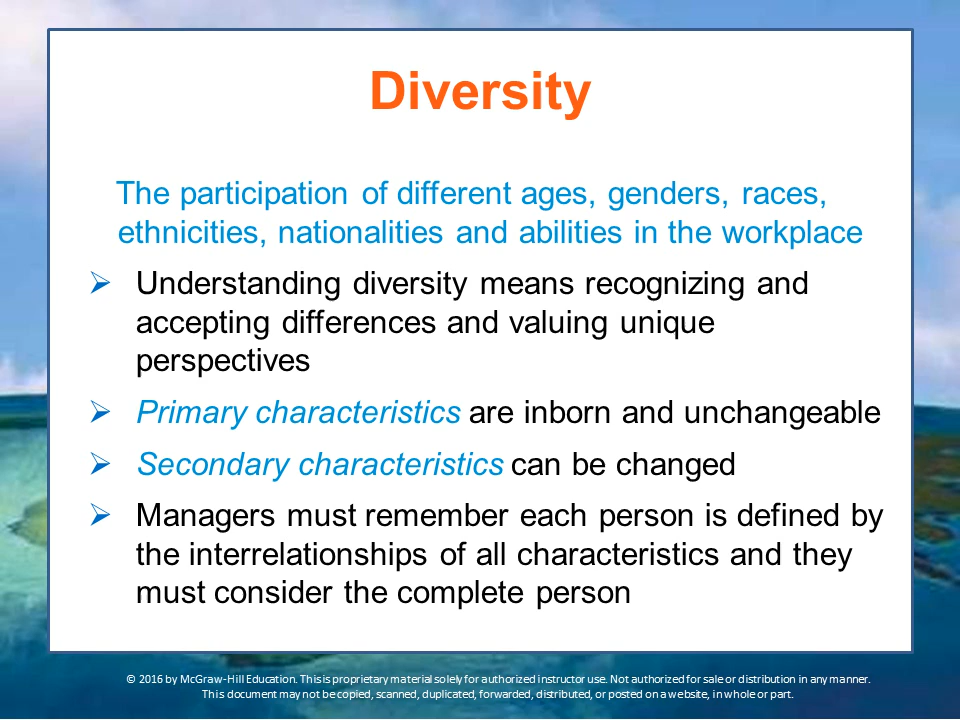 Diversity
The participation of different ages, genders, races,
ethnicities, nationalities and abilities in the workplace
➢ Understanding diversity means recognizing and
accepting differences and valuing unique
perspectives
➢ Primary characteristics are inborn and unchangeable
➢ Secondary characteristics can be changed
➢ Managers must remember each person is defined by
the interrelationships of all characteristics and they
must consider the complete person
© 2016 by McGraw-Hill Education. This is proprietary material solely for authorized instructor use. Not authorized for sale or distribution in any manner.
This document may not be copied, scanned, duplicated, forwarded, distributed, or posted on a website, in whole or part.